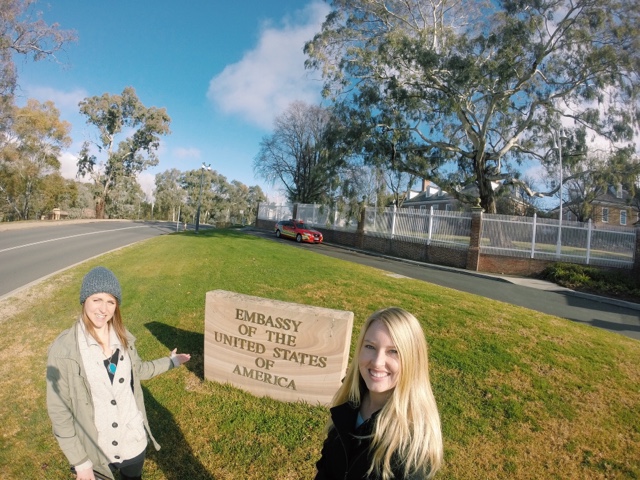 EMBASSY
OF THE
UNITED STATES
OF
AMERICA